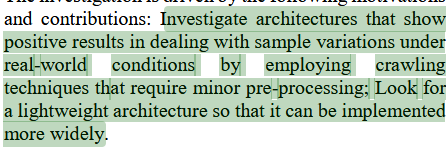 The investigation is driven by the following motivations
and contributions: Investigate architectures that show
positive results in dealing with sample variations under
real-world conditions by employing crawling
techniques that require minor pre-processing; Look for
a lightweight architecture so that it can be implemented
more widely.